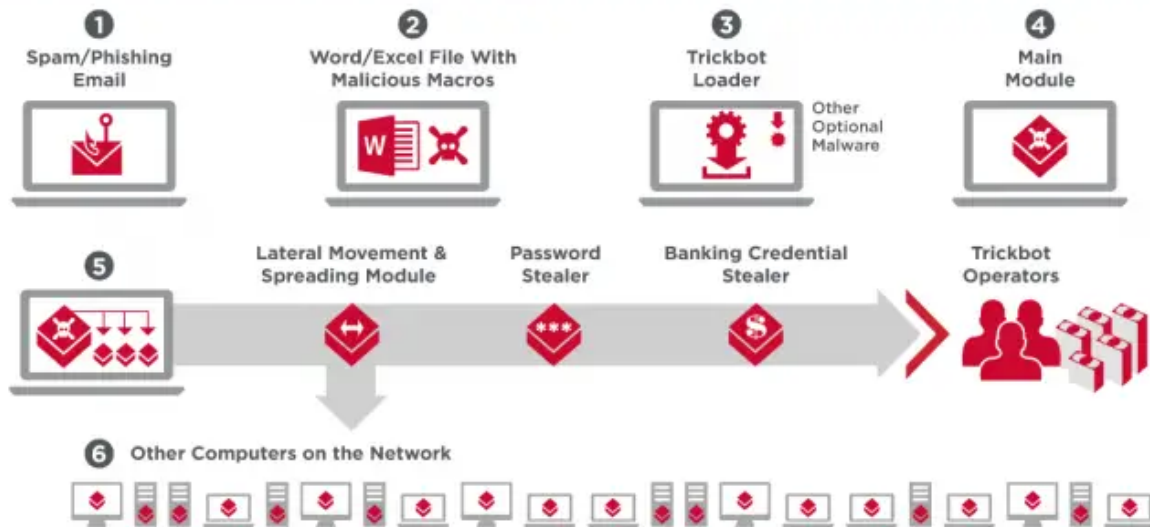 1
2
3
4
Spam/Phishing
Email
Word/Excel File With
Malicious Macros
Trickbot
Loader
Main
Module
W
Other
Optional
Malware
5
Lateral Movement &
Spreading Module
Password
Stealer
Banking Credential
Stealer
Trickbot
Operators
***
$
6 Other Computers on the Network